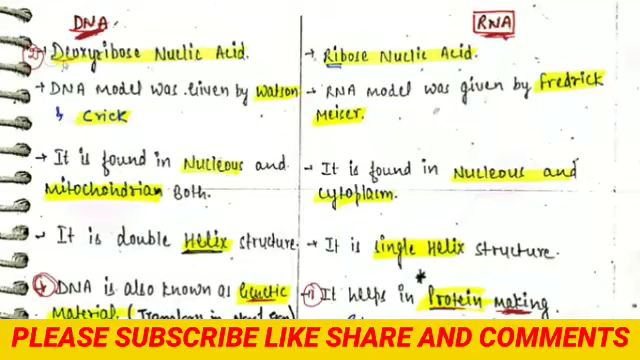 DNA
Deoxyribose Nuclic Acid.
→ DNA model was given by Watson
& Crick
→ It is found in Nucleous and
Mitochondrian Both.
→ It is double Helix structure.
DNA is also known as Genetic
Material (
RNA
→ Ribose Nuclic Acid.
→ RNA model was given by Fredrick
Meiser.
→ It is found in Nucleous and
cytoplasm.
→ It is single Helix structure.
It helps in Protein making
PLEASE SUBSCRIBE LIKE SHARE AND COMMENTS